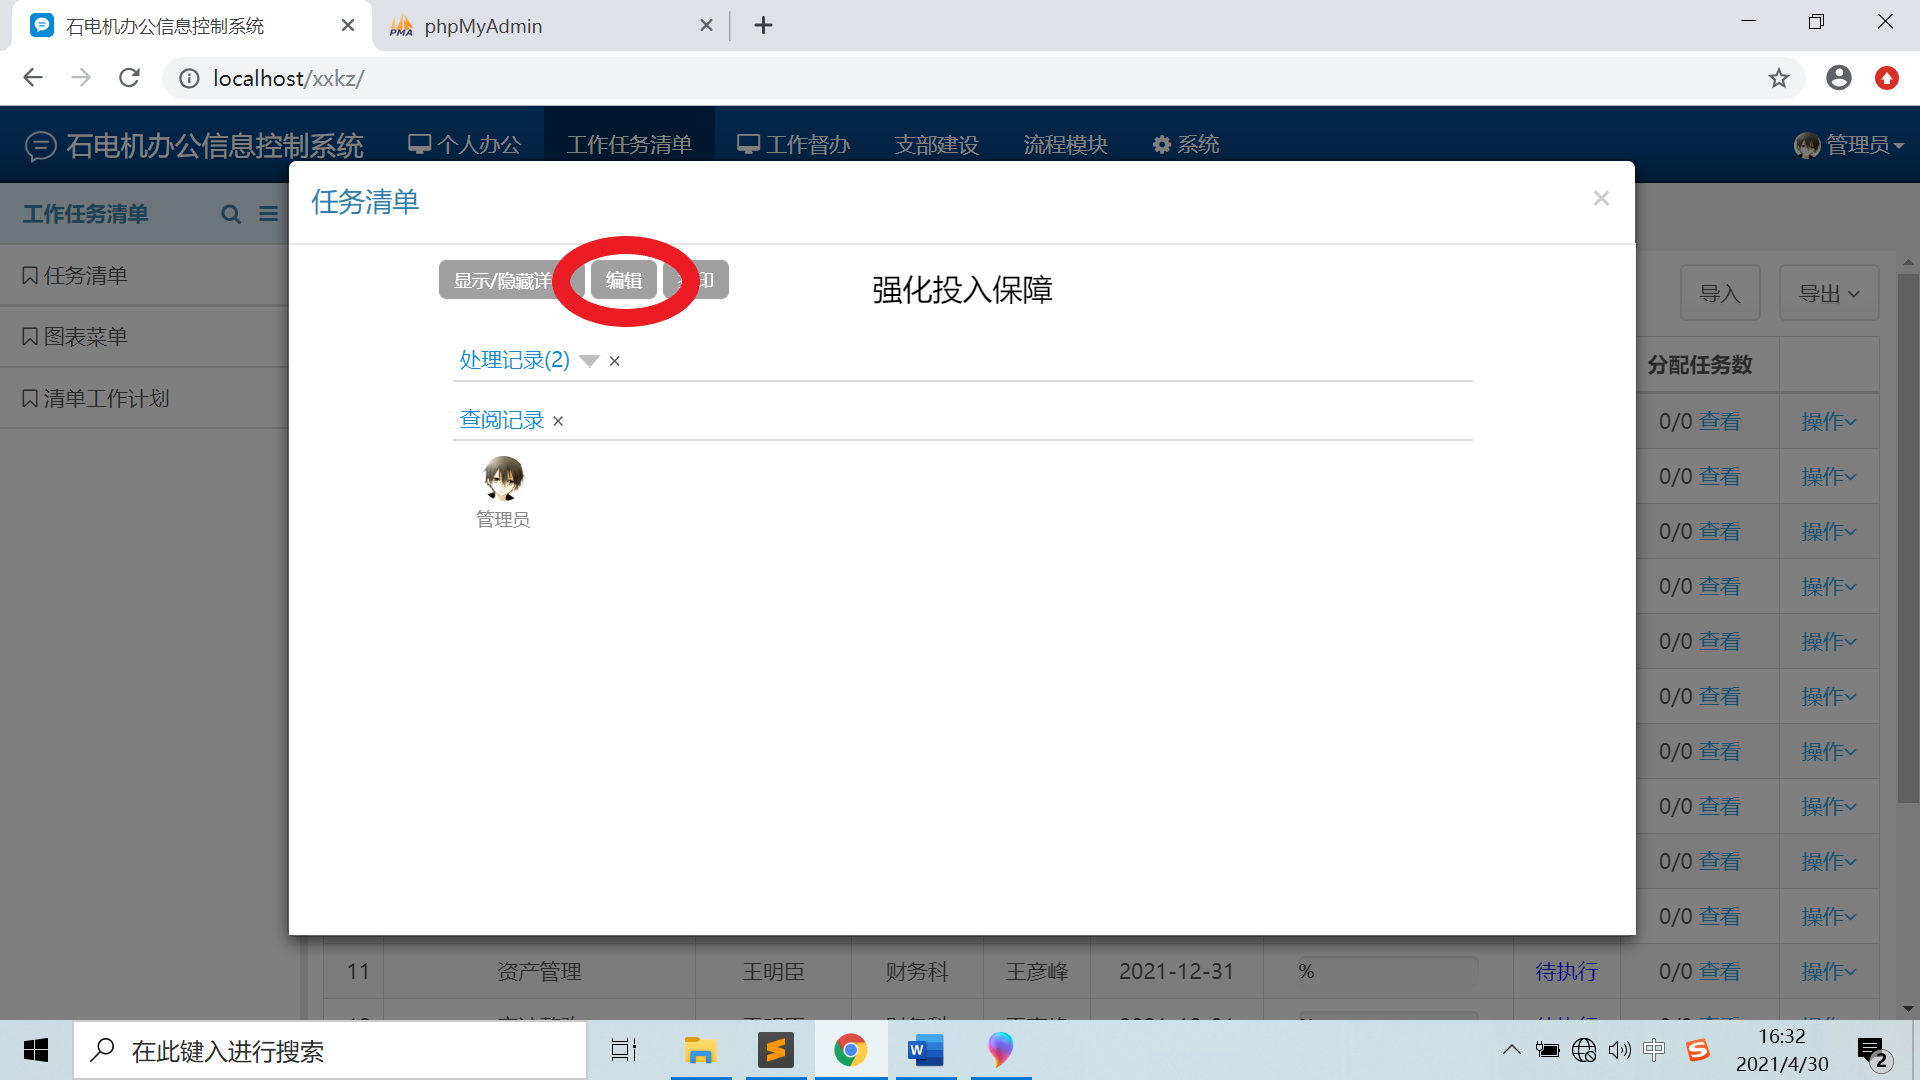 石电机办公信息控制系统
phpMyAdmin
localhost/xxkz/
石电机办公信息控制系统
个人办公
工作任务清单
工作督办
支部建设
流程模块
系统
管理员
工作任务清单
任务清单
图表菜单
清单工作计划
任务清单
显示/隐藏详
编辑
印
强化投入保障
处理记录(2)
查阅记录
管理员
导入
导出
分配任务数
0/0 查看 操作
0/0 查看 操作
0/0 查看 操作
0/0 查看 操作
0/0 查看 操作
0/0 查看 操作
0/0 查看 操作
0/0 查看 操作
0/0 查看 操作
0/0 查看 操作
11 资产管理 王明臣 财务科 王彦峰 2021-12-31 % 待执行 0/0 查看 操作
在此键入进行搜索
中
16:32
2021/4/30
2